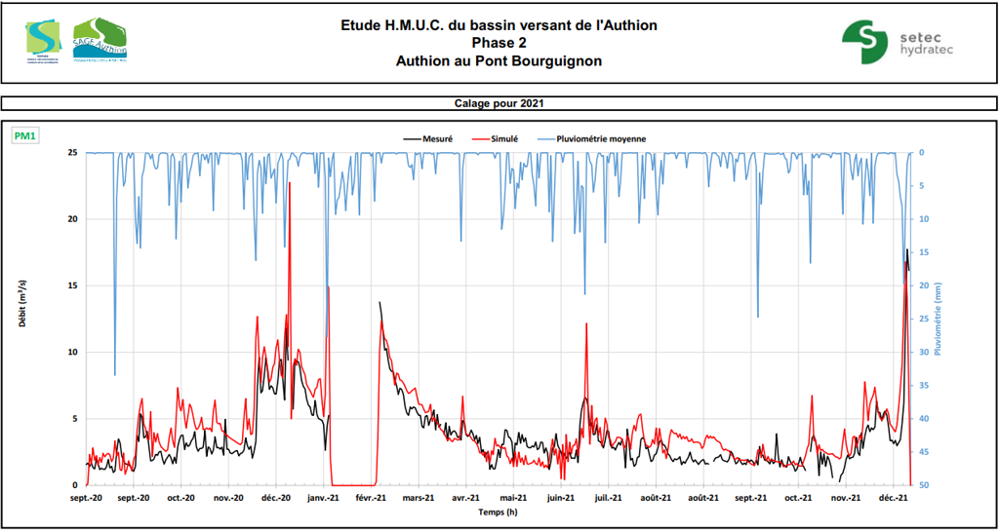 Etude H.M.U.C. du bassin versant de l'Authion
Phase 2
Authion au Pont Bourguignon
SAGE Authion
setec
hydratec
Calage pour 2021
PM1
Mesuré Simulé Pluviométrie moyenne
25
20
15
10
5
0
Débit (m³/s)
0
5
10
15
20
25
30
35
40
45
50
Pluviométrie (mm)
sept.-20 sept.-20 oct.-20 nov.-20 déc.-20 janv.-21 févr.-21 mars-21 avr.-21 mai-21 juin-21 juil.-21 août-21 août-21 sept.-21 oct.-21 nov.-21 déc.-21
Temps (h)